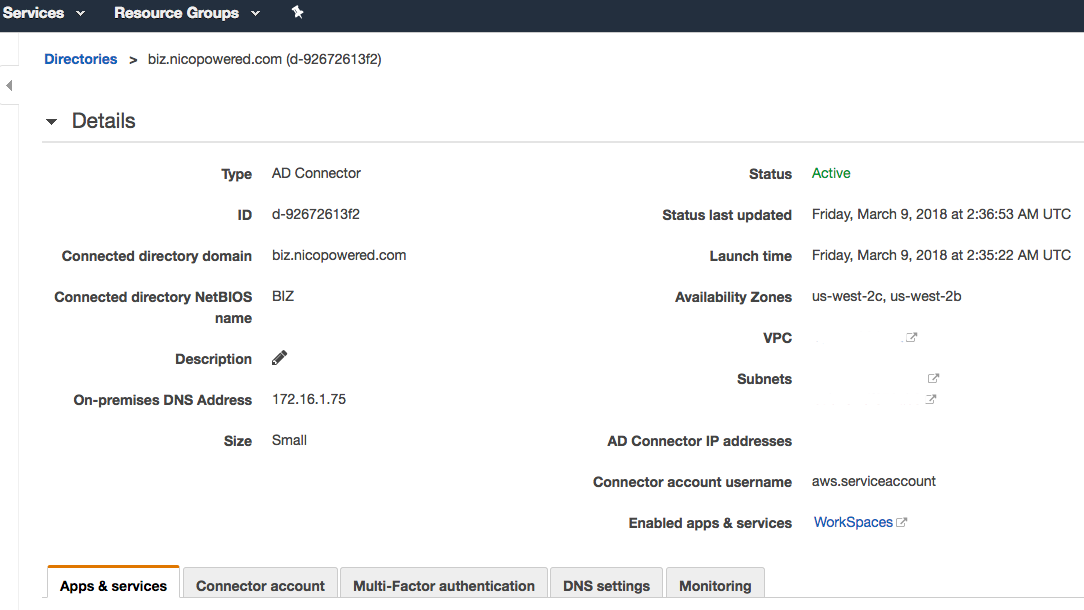 Services Resource Groups
Directories > biz.nicopowered.com (d-92672613f2)
Details
Type AD Connector
ID d-92672613f2
Connected directory domain biz.nicopowered.com
Connected directory NetBIOS BIZ
name
Description
On-premises DNS Address 172.16.1.75
Size Small
Status Active
Status last updated Friday, March 9, 2018 at 2:36:53 AM UTC
Launch time Friday, March 9, 2018 at 2:35:22 AM UTC
Availability Zones us-west-2c, us-west-2b
VPC
Subnets
AD Connector IP addresses
Connector account username aws.serviceaccount
Enabled apps & services WorkSpaces
Apps & services Connector account Multi-Factor authentication DNS settings Monitoring